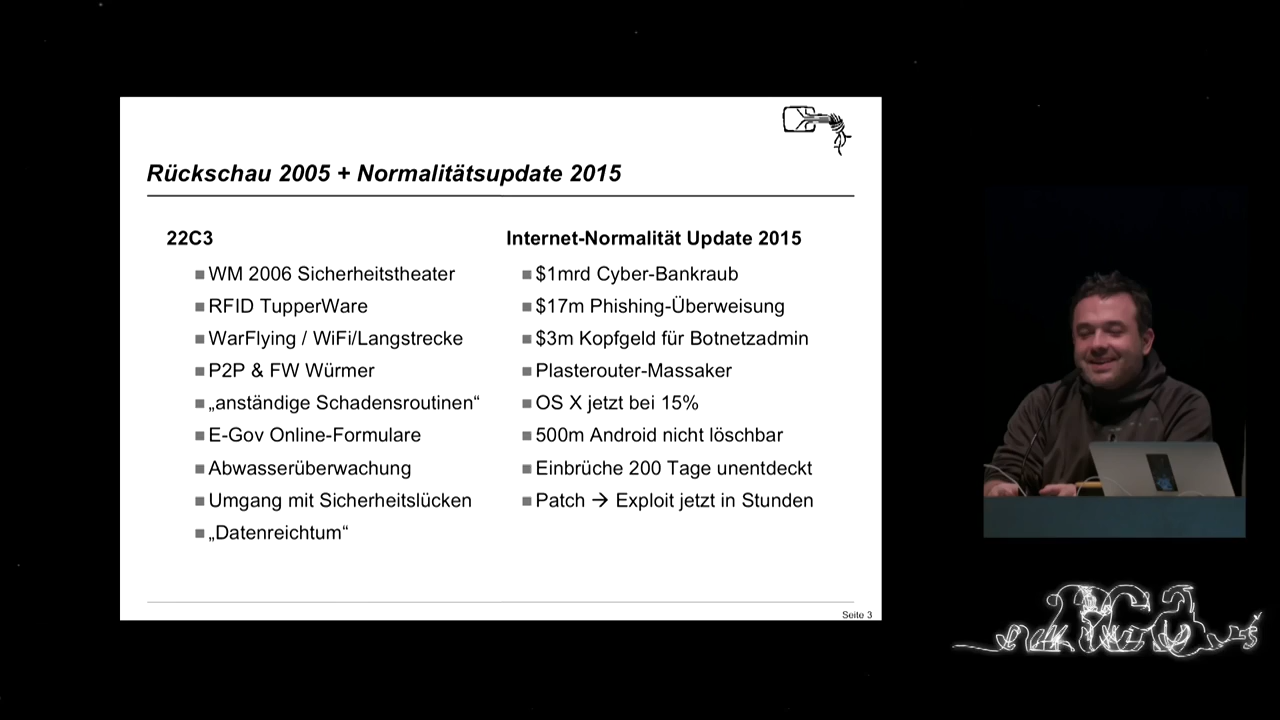 Rückschau 2005 + Normalitätsupdate 2015
22C3
WM 2006 Sicherheitstheater
RFID TupperWare
WarFlying / WiFi/Langstrecke
P2P & FW Würmer
„anständige Schadensroutinen“
E-Gov Online-Formulare
Abwasserüberwachung
Umgang mit Sicherheitslücken
„Datenreichtum“
Internet-Normalität Update 2015
$1mrd Cyber-Bankraub
$17m Phishing-Überweisung
$3m Kopfgeld für Botnetzadmin
Plasterouter-Massaker
OS X jetzt bei 15%
500m Android nicht löschbar
Einbrüche 200 Tage unentdeckt
Patch → Exploit jetzt in Stunden
Seite 3